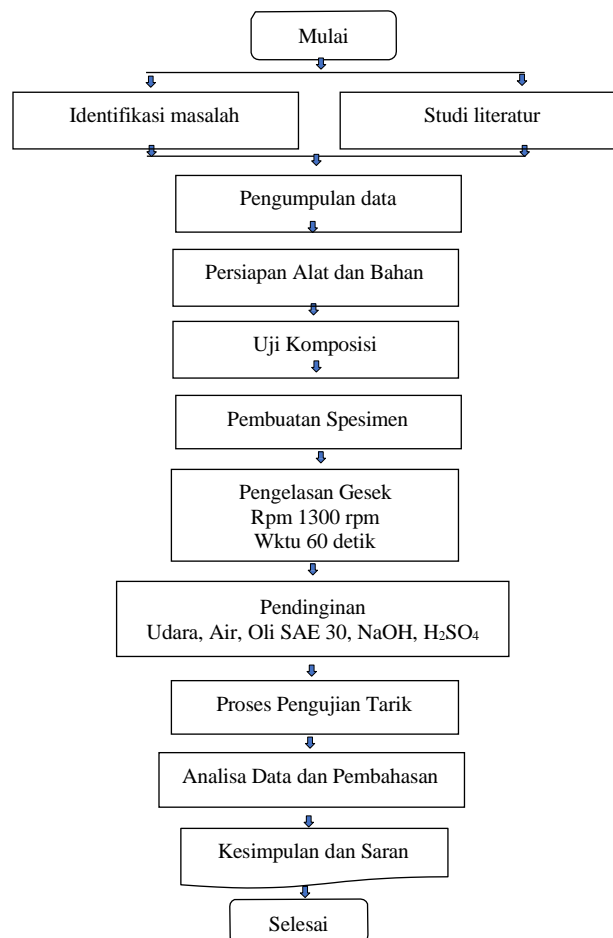 Mulai
Identifikasi masalah
Studi literatur
Pengumpulan data
Persiapan Alat dan Bahan
Uji Komposisi
Pembuatan Spesimen
Pengelasan Gesek
Rpm 1300 rpm
Wktu 60 detik
Pendinginan
Udara, Air, Oli SAE 30, NaOH, H₂SO₄
Proses Pengujian Tarik
Analisa Data dan Pembahasan
Kesimpulan dan Saran
Selesai